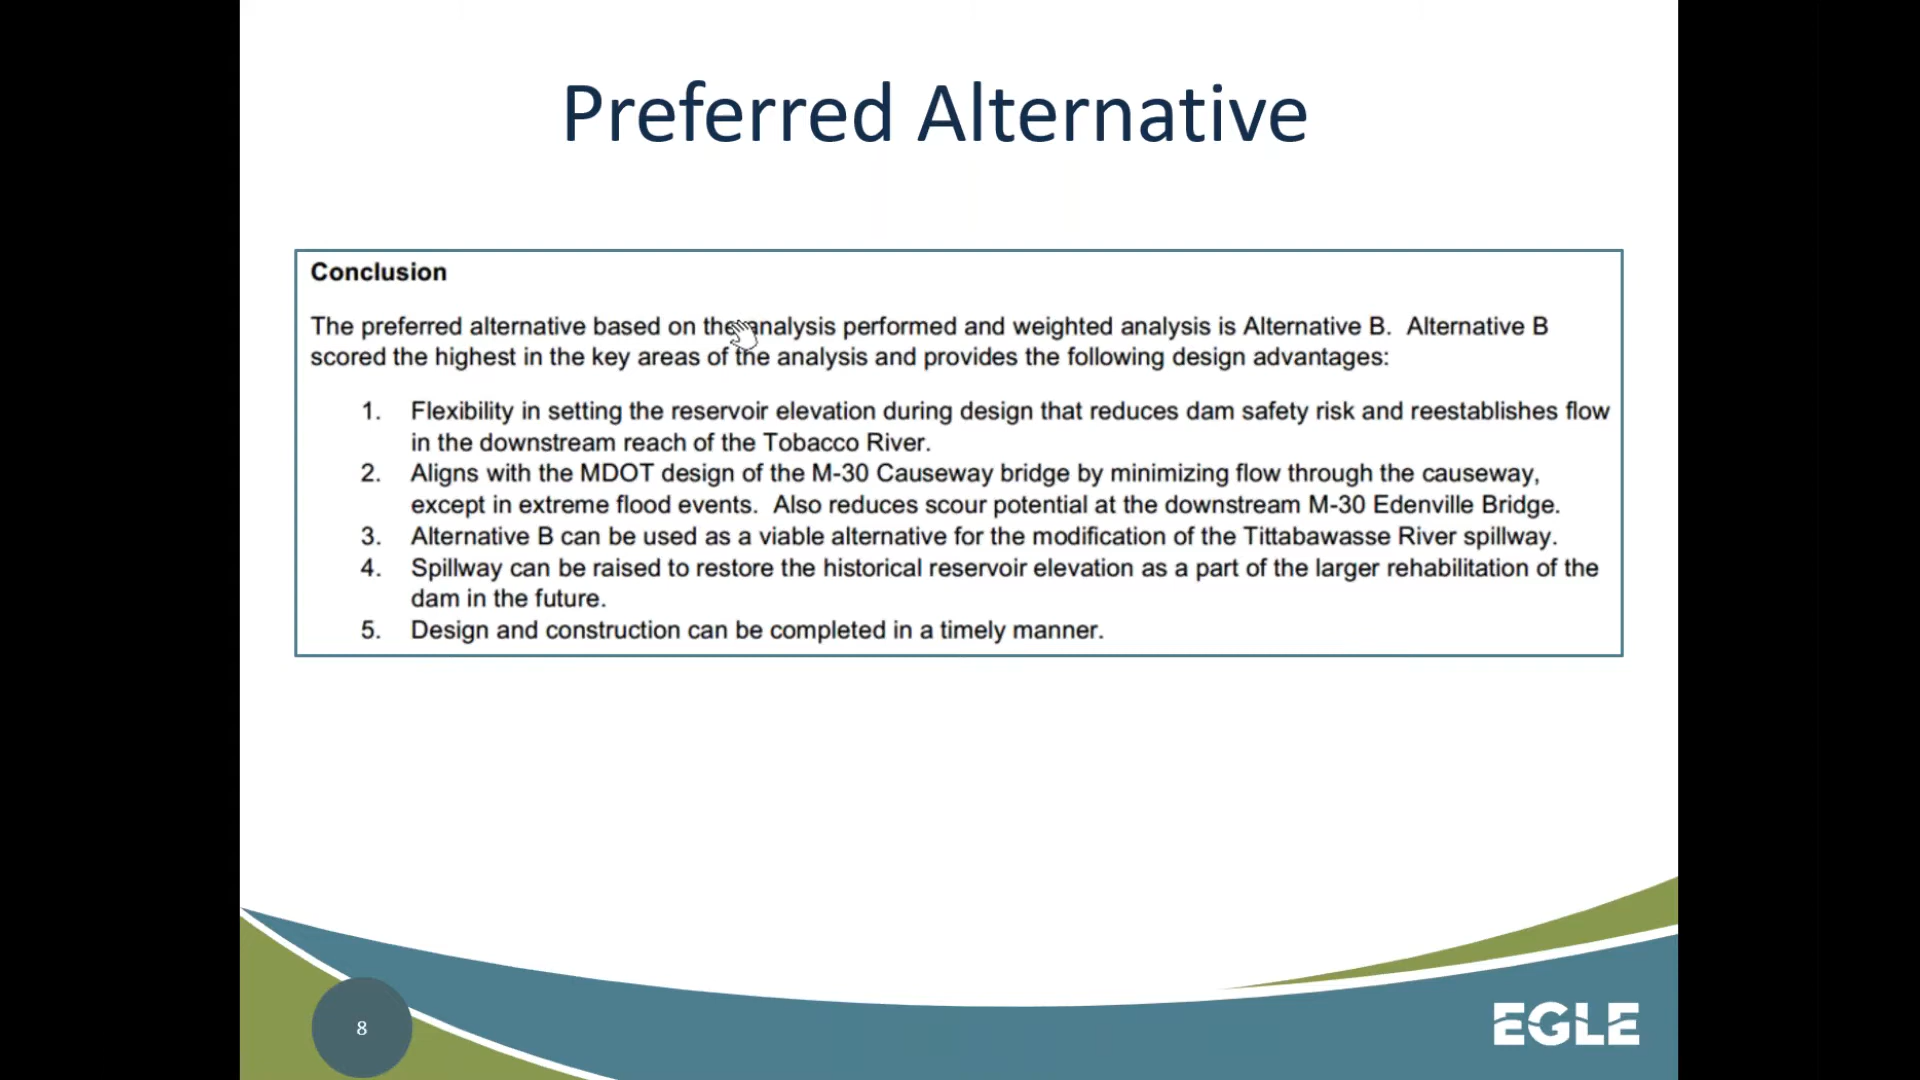 Preferred Alternative
Conclusion
The preferred alternative based on the analysis performed and weighted analysis is Alternative B. Alternative B
scored the highest in the key areas of the analysis and provides the following design advantages:
1. Flexibility in setting the reservoir elevation during design that reduces dam safety risk and reestablishes flow
in the downstream reach of the Tobacco River.
2. Aligns with the MDOT design of the M-30 Causeway bridge by minimizing flow through the causeway,
except in extreme flood events. Also reduces scour potential at the downstream M-30 Edenville Bridge.
3. Alternative B can be used as a viable alternative for the modification of the Tittabawasse River spillway.
4. Spillway can be raised to restore the historical reservoir elevation as a part of the larger rehabilitation of the
dam in the future.
5. Design and construction can be completed in a timely manner.
8
EGLE